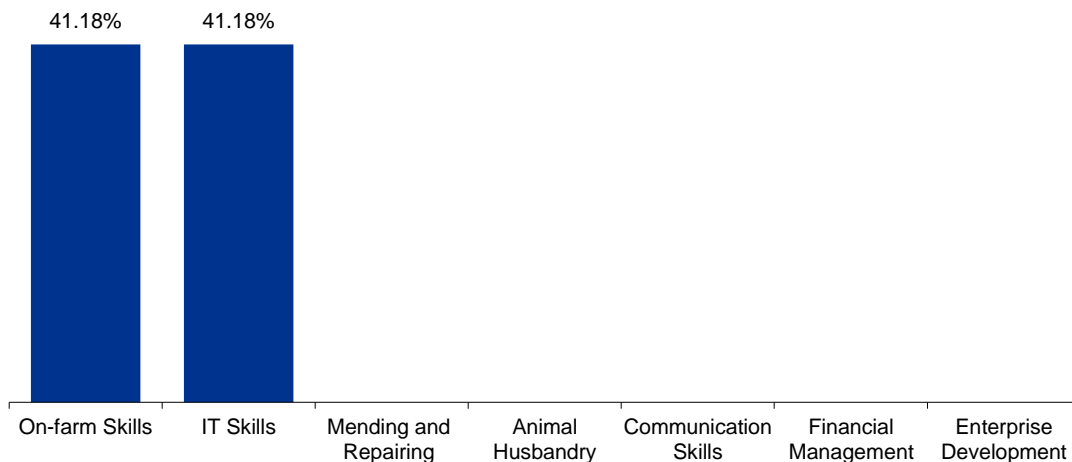 41.18% 41.18%
On-farm Skills IT Skills Mending and Repairing Animal Husbandry Communication Skills Financial Management Enterprise Development